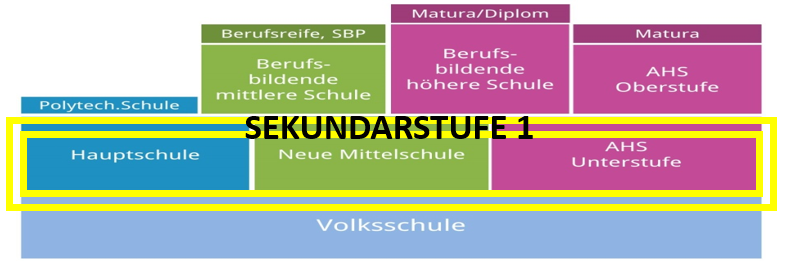 Matura/Diplom
Berufsreife, SBP
Matura
Berufs-
bildende
mittlere Schule
Berufs-
bildende
höhere Schule
AHS
Oberstufe
Polytech.Schule
SEKUNDARSTUFE 1
Hauptschule
Neue Mittelschule
AHS
Unterstufe
Volksschule